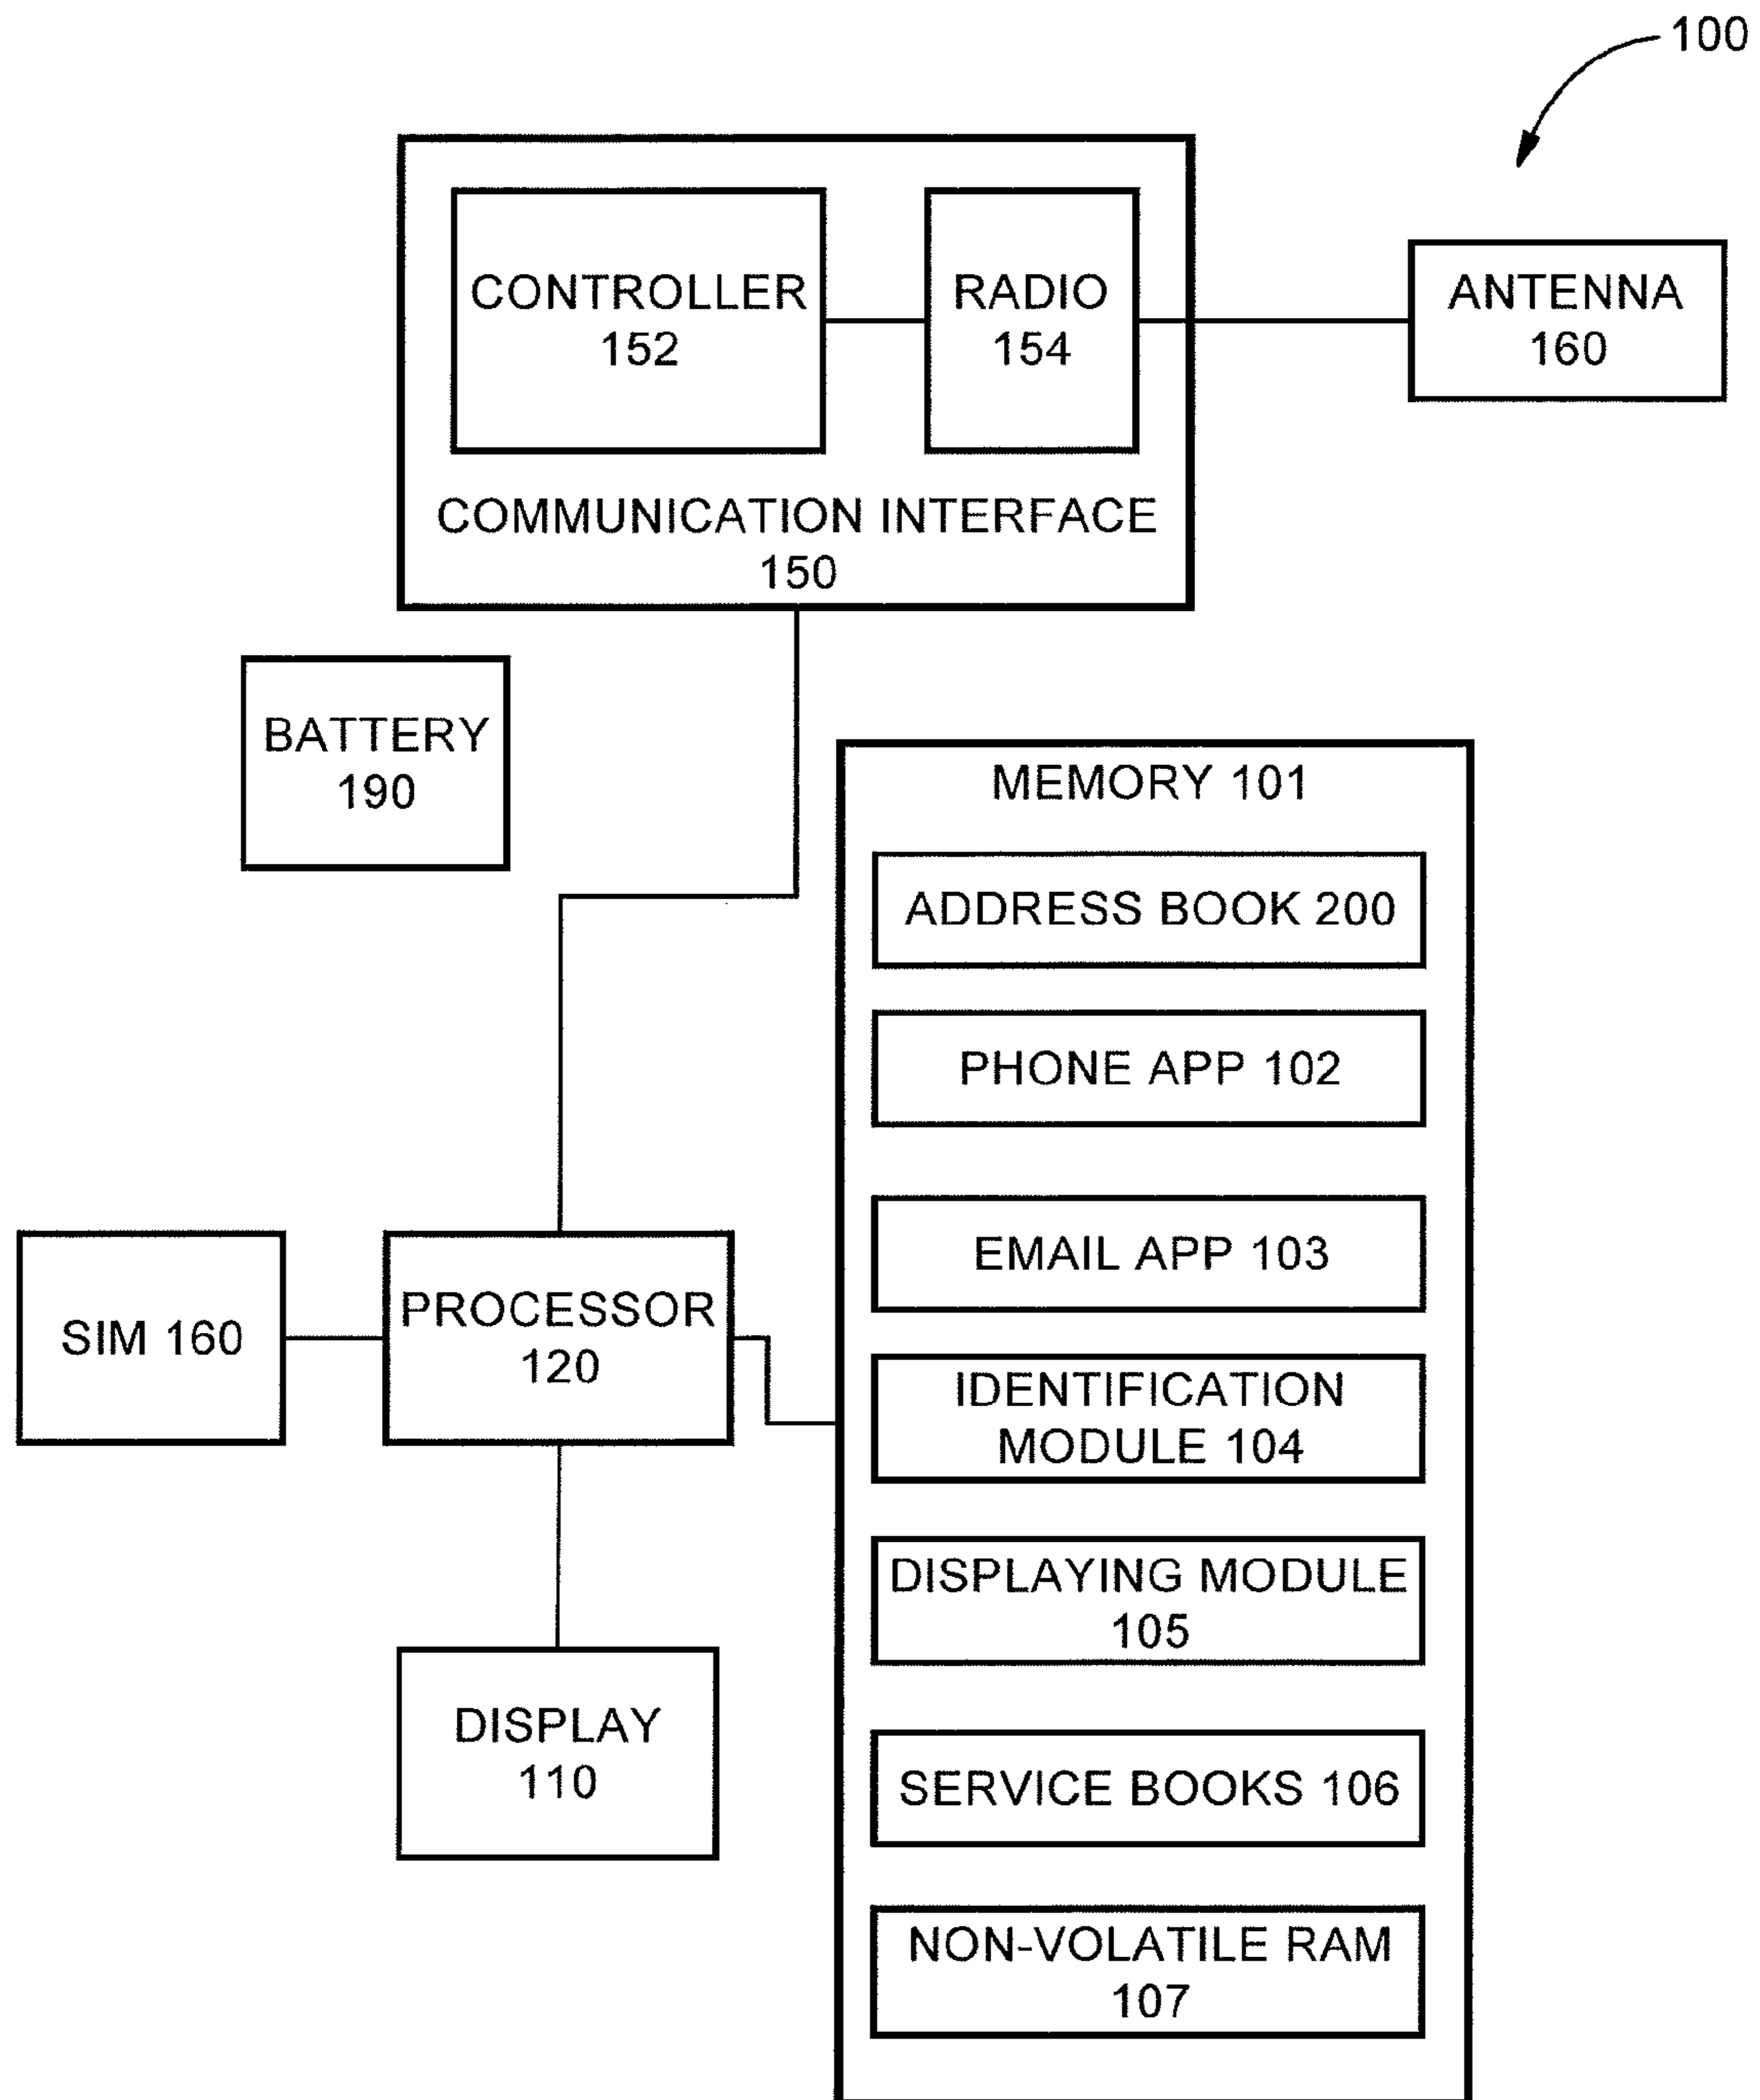 100
CONTROLLER
152
RADIO
154
ANTENNA
160
COMMUNICATION INTERFACE
150
BATTERY
190
MEMORY 101
ADDRESS BOOK 200
PHONE APP 102
EMAIL APP 103
SIM 160
PROCESSOR
120
IDENTIFICATION
MODULE 104
DISPLAYING MODULE
105
DISPLAY
110
SERVICE BOOKS 106
NON-VOLATILE RAM
107